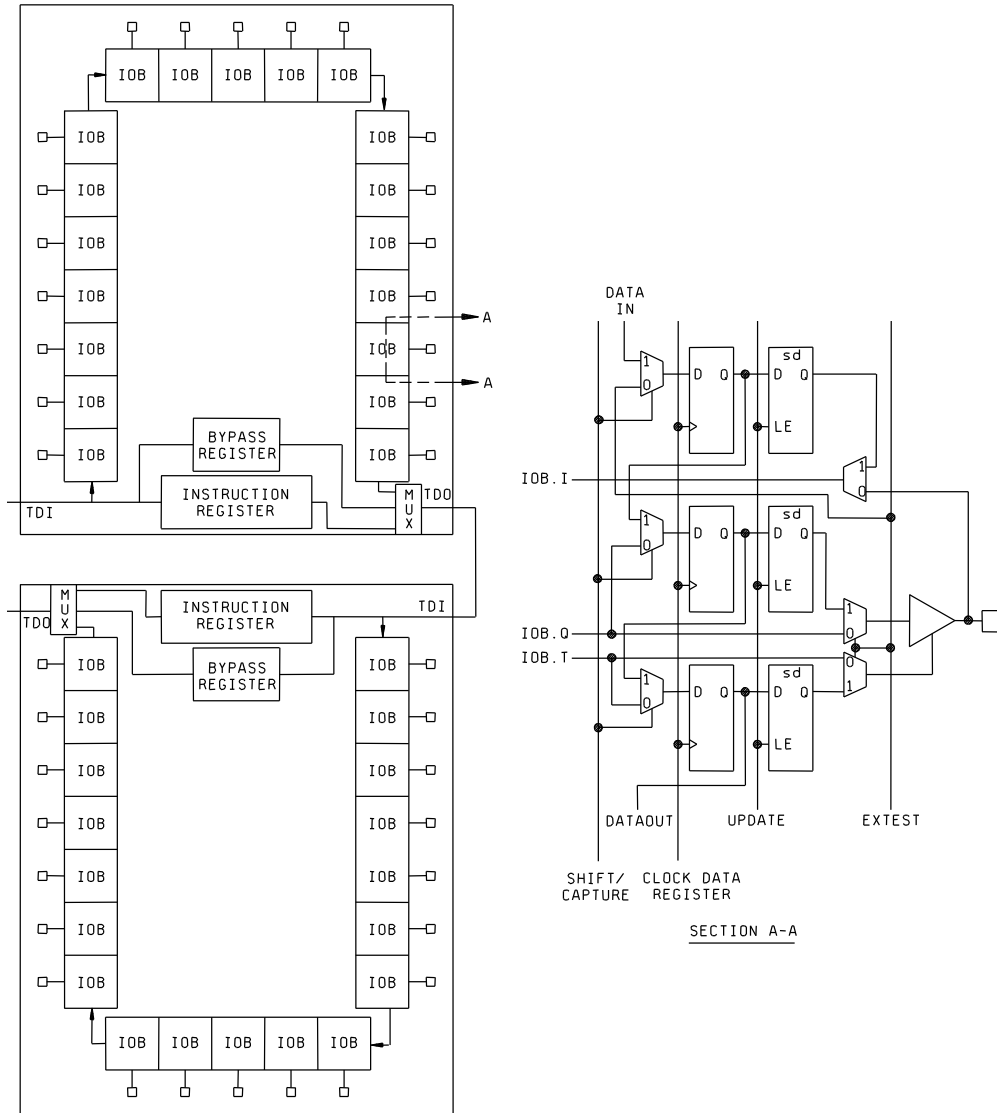 IOB IOB IOB IOB IOB
IOB IOB
IOB IOB
IOB IOB
IOB IOB
A
IOB IOB
A
IOB IOB
IOB IOB
BYPASS
REGISTER
INSTRUCTION
REGISTER
TDI
MUX
TDO
MUX
TDO
INSTRUCTION
REGISTER
TDI
BYPASS
REGISTER
IOB IOB
IOB IOB
IOB IOB
IOB IOB
IOB IOB
IOB IOB
IOB IOB
IOB IOB IOB IOB IOB
DATA
IN
1
0
D Q
sd
D Q
LE
1
0
IOB.I
1
0
D Q
sd
D Q
LE
1
0
IOB.Q
IOB.T
0
1
1
0
D Q
sd
D Q
LE
DATAOUT
UPDATE
EXTEST
SHIFT/
CAPTURE
CLOCK DATA
REGISTER
SECTION A-A